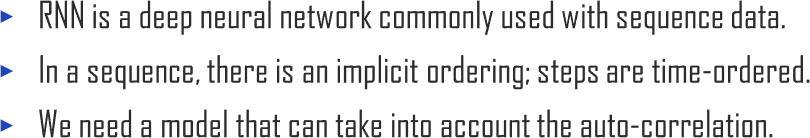 ► RNN is a deep neural network commonly used with sequence data.
► In a sequence, there is an implicit ordering; steps are time-ordered.
► We need a model that can take into account the auto-correlation.